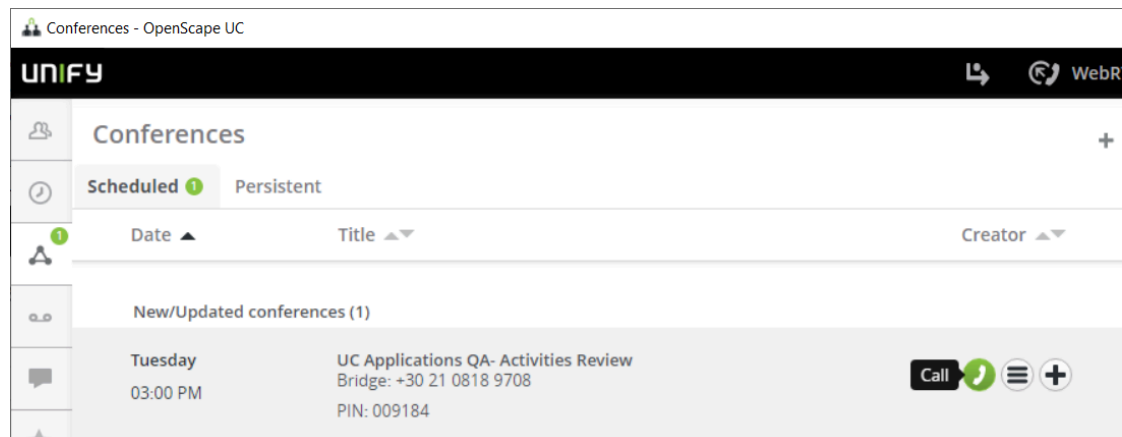 Conferences - OpenScape UC
UNIFY
WebR
Conferences
Scheduled 1 Persistent
1
Date Title Creator
New/Updated conferences (1)
Tuesday
UC Applications QA- Activities Review
Bridge: +30 21 0818 9708
03:00 PM
PIN: 009184
Call